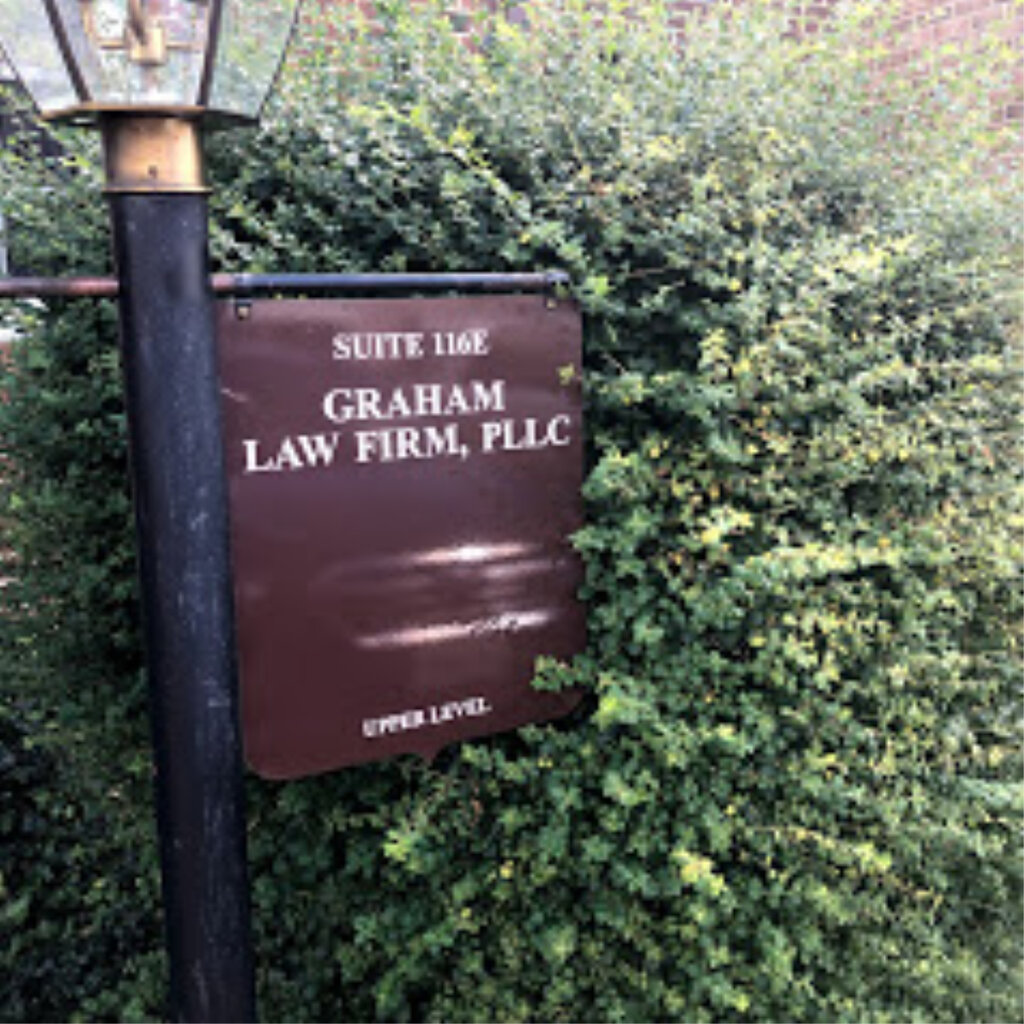 SUITE 116E
GRAHAM
LAW FIRM, PLLC
UPPER LEVEL